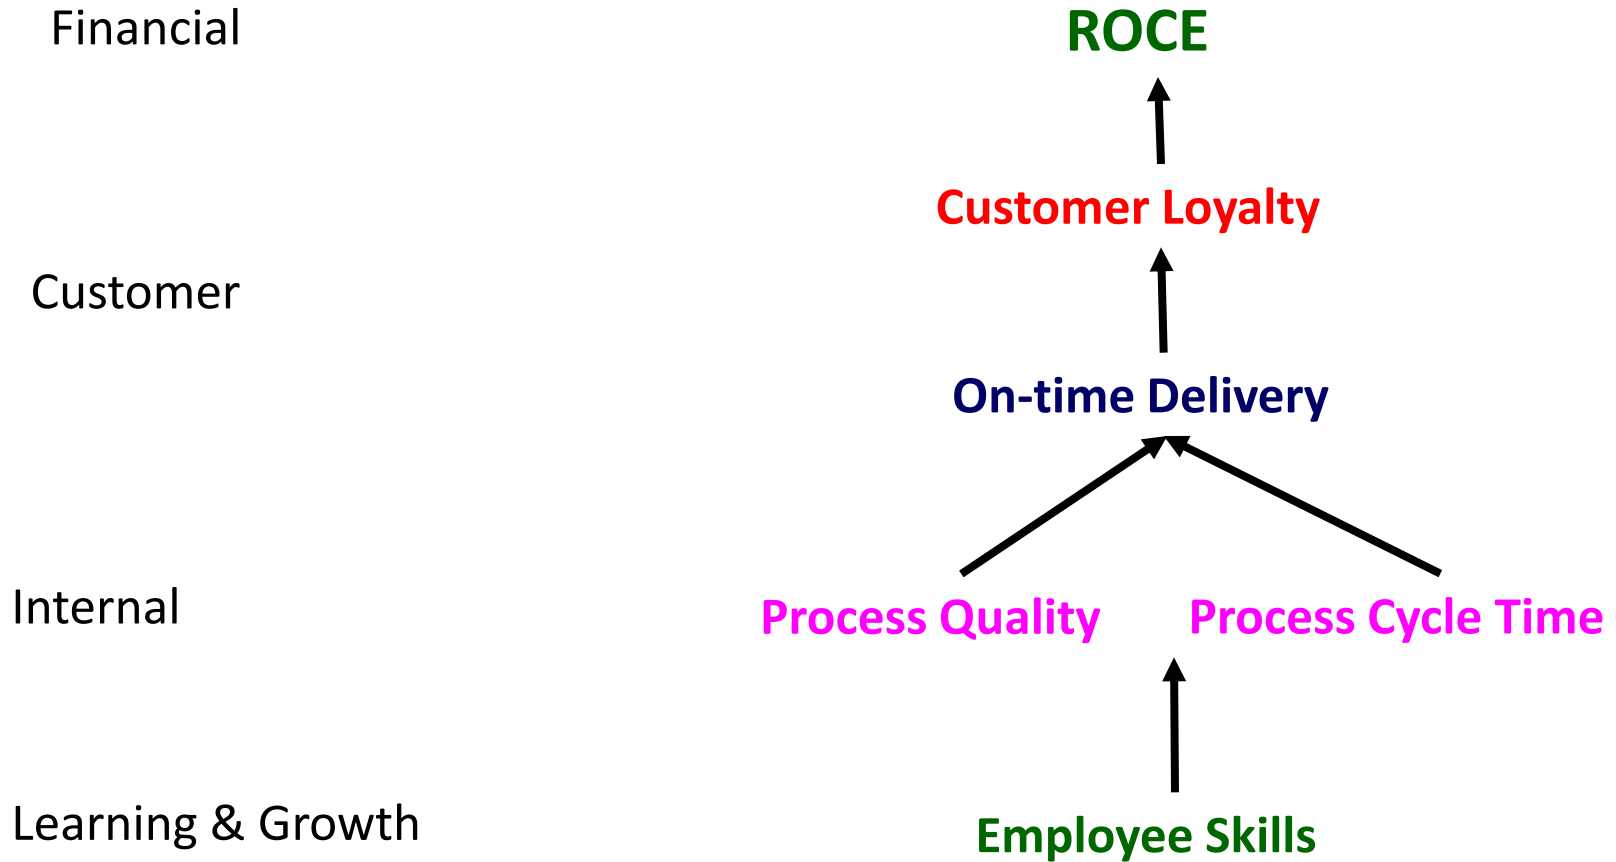 Financial
ROCE
Customer Loyalty
Customer
On-time Delivery
Internal
Process Quality
Process Cycle Time
Learning & Growth
Employee Skills